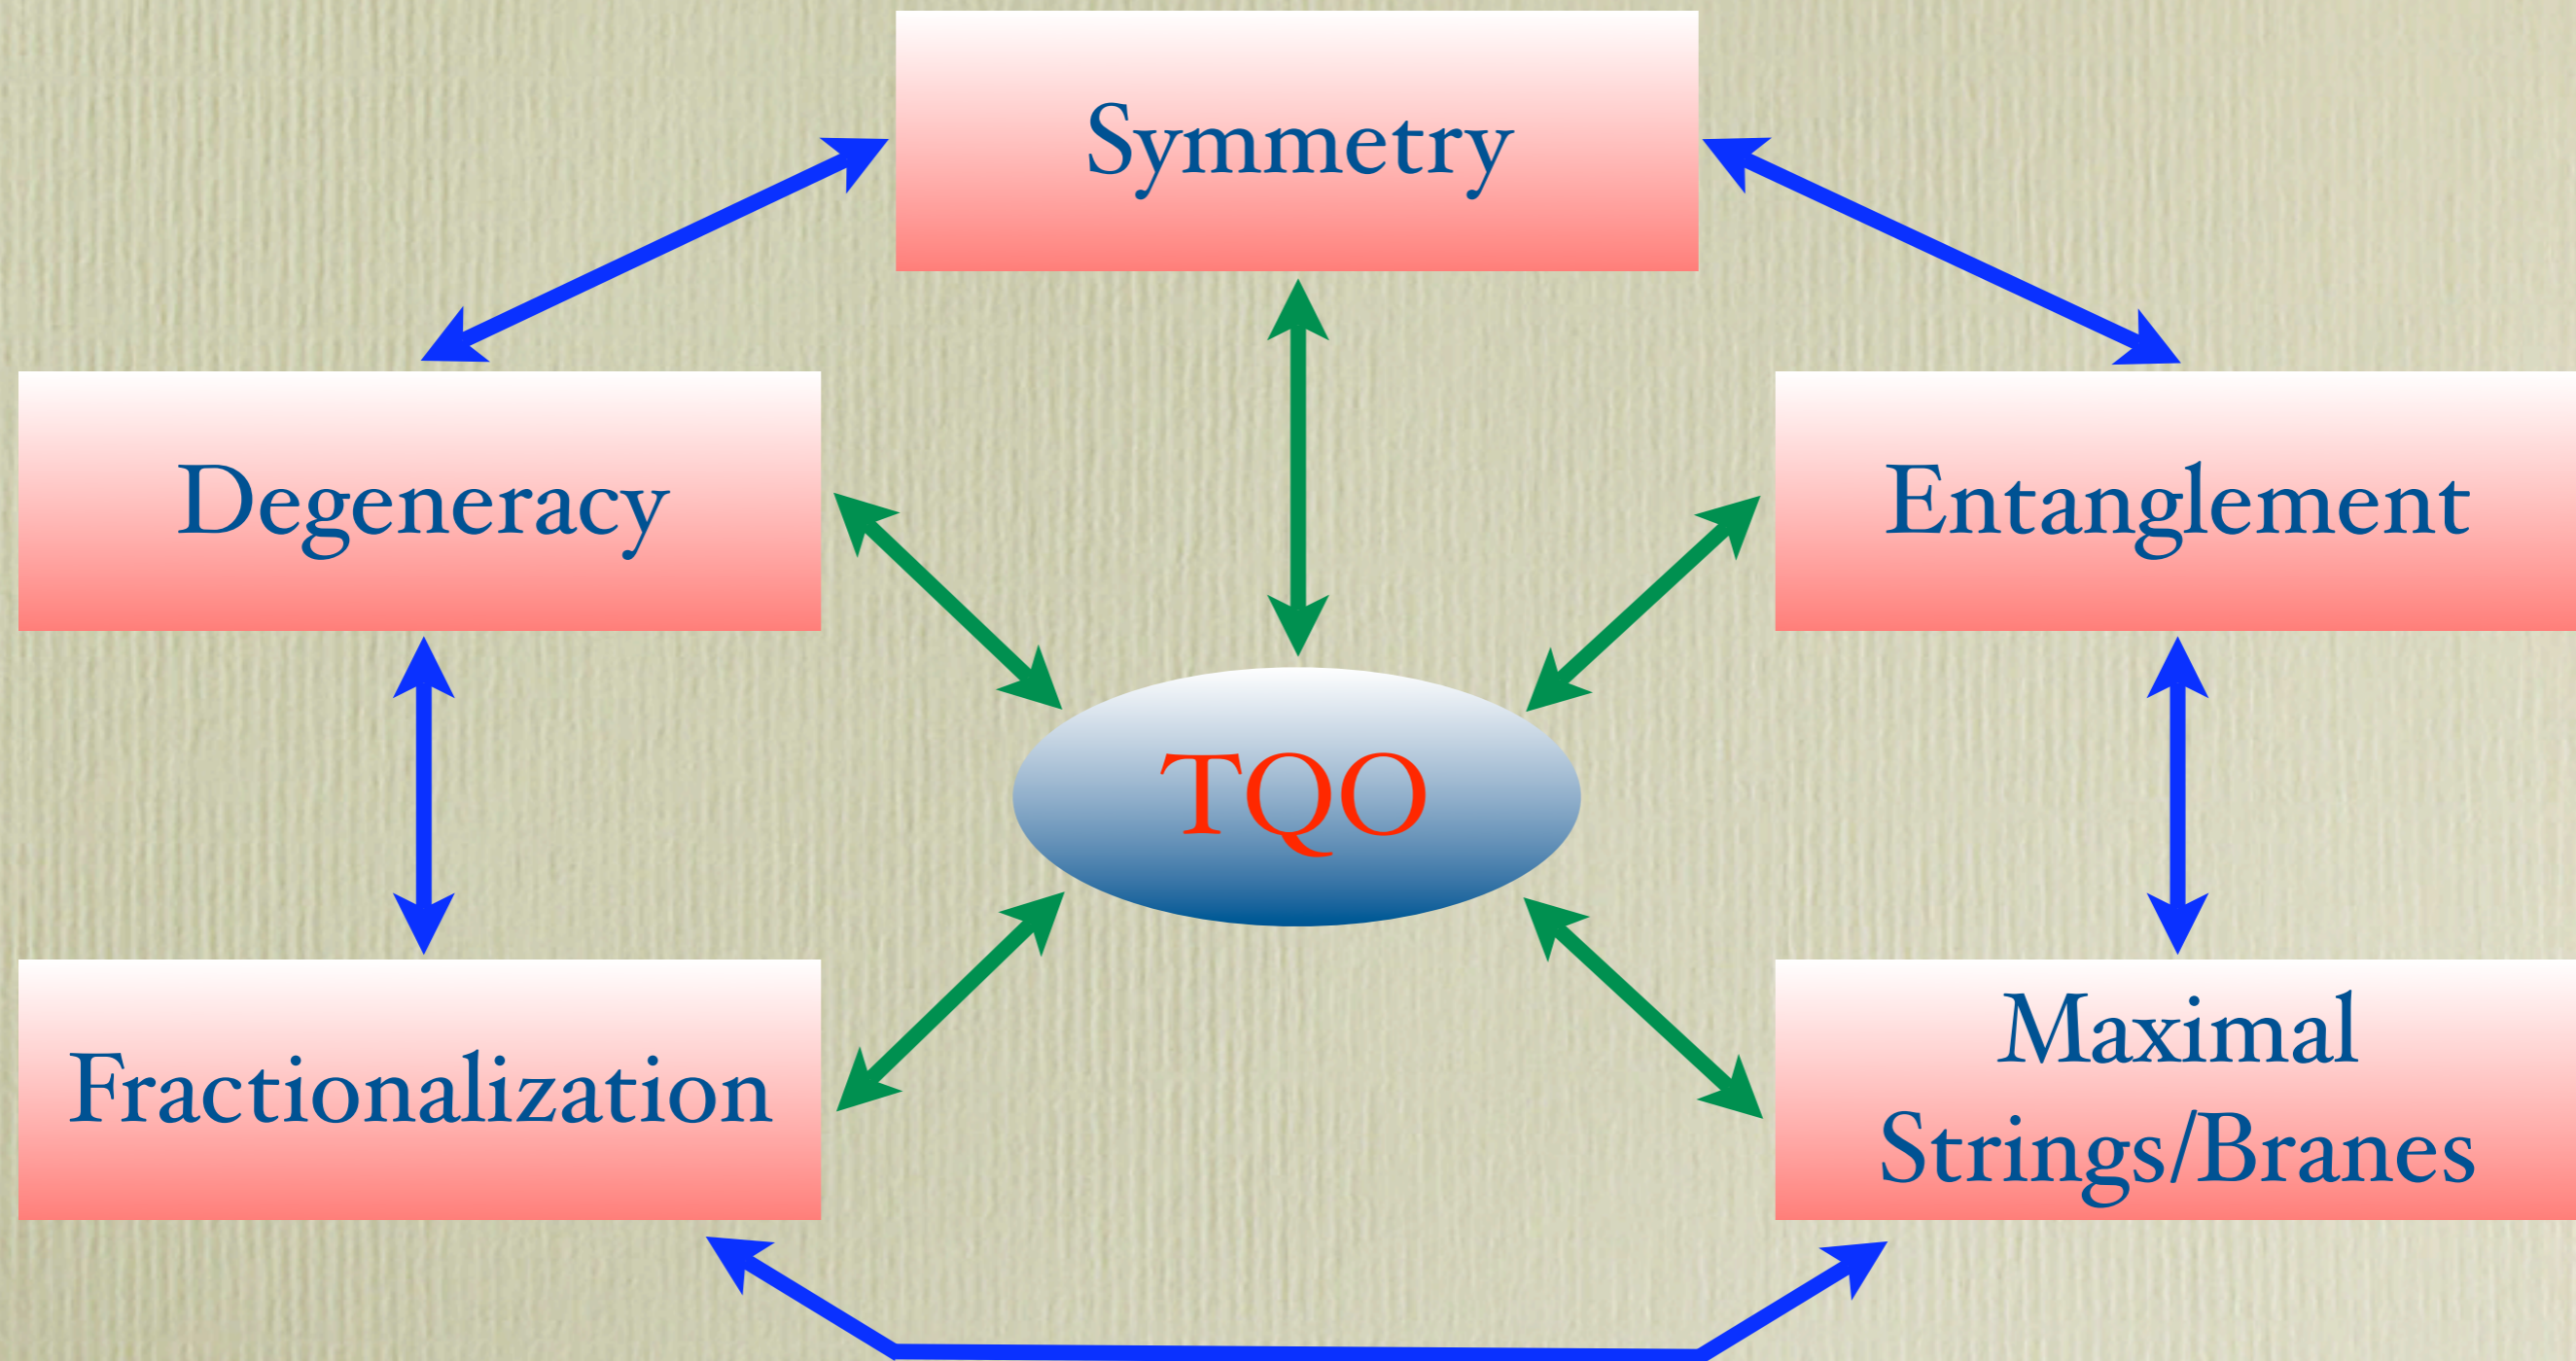 Symmetry
Degeneracy
Entanglement
TQO
Fractionalization
Maximal
Strings/Branes